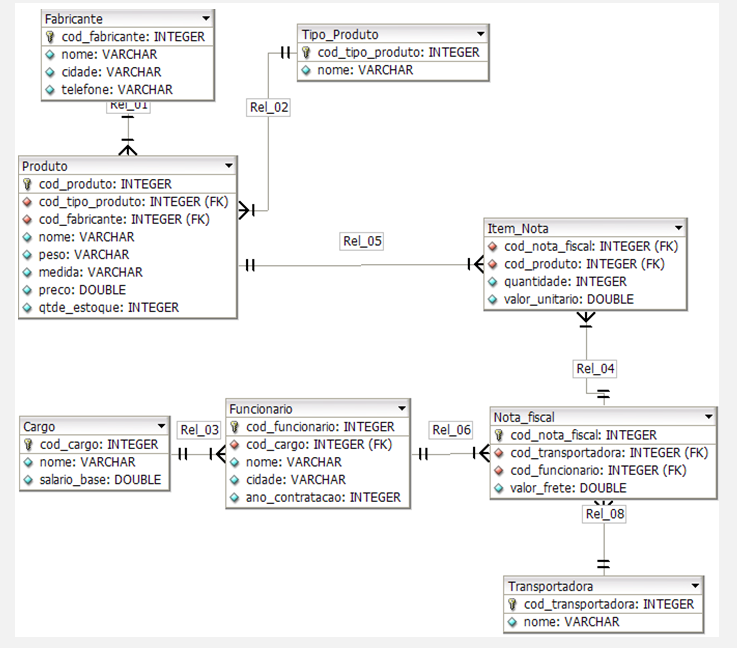 Fabricante
cod_fabricante: INTEGER
nome: VARCHAR
cidade: VARCHAR
telefone: VARCHAR
Rel_01
Tipo_Produto
cod_tipo_produto: INTEGER
nome: VARCHAR
Rel_02
Produto
cod_produto: INTEGER
cod_tipo_produto: INTEGER (FK)
cod_fabricante: INTEGER (FK)
nome: VARCHAR
peso: VARCHAR
medida: VARCHAR
preco: DOUBLE
qtde_estoque: INTEGER
Rel_05
Item_Nota
cod_nota_fiscal: INTEGER (FK)
cod_produto: INTEGER (FK)
quantidade: INTEGER
valor_unitario: DOUBLE
Rel_04
Cargo
cod_cargo: INTEGER
nome: VARCHAR
salario_base: DOUBLE
Rel_03
Funcionario
cod_funcionario: INTEGER
cod_cargo: INTEGER (FK)
nome: VARCHAR
cidade: VARCHAR
ano_contratacao: INTEGER
Rel_06
Nota_fiscal
cod_nota_fiscal: INTEGER
cod_transportadora: INTEGER (FK)
cod_funcionario: INTEGER (FK)
valor_frete: DOUBLE
Rel_08
Transportadora
cod_transportadora: INTEGER
nome: VARCHAR